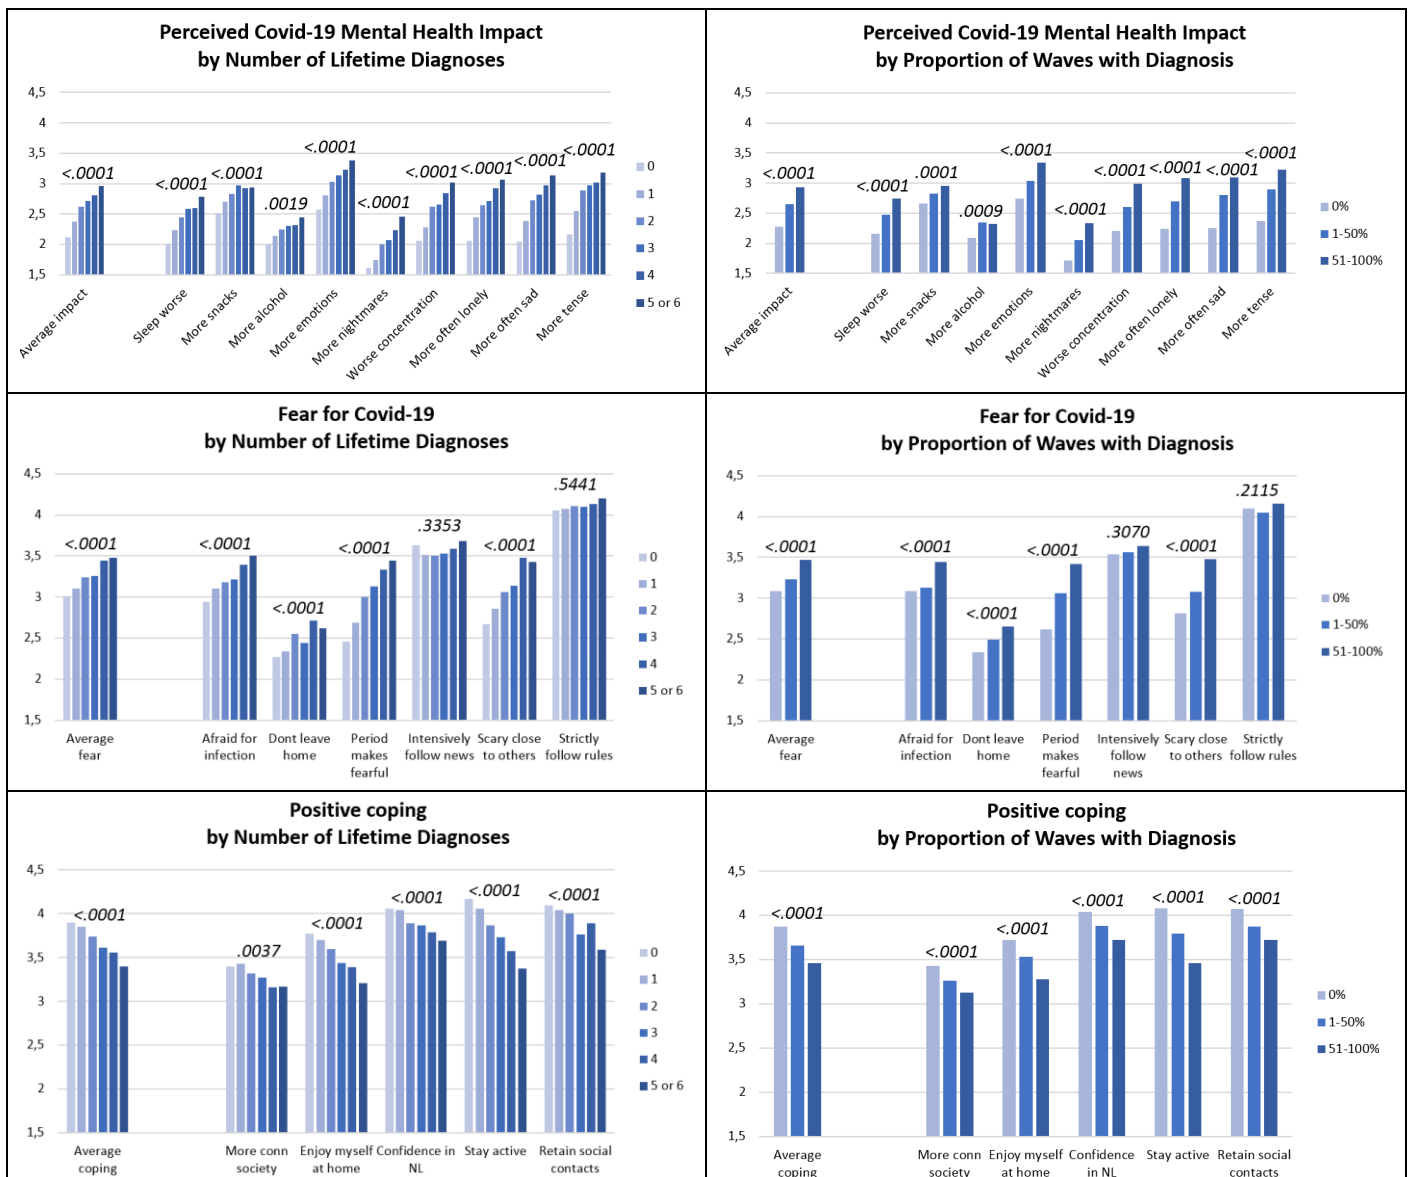 Perceived Covid-19 Mental Health Impact
by Number of Lifetime Diagnoses
4,5
4
3,5
3
2,5
2
1,5
<.0001
<.0001
<.0001
.0019
<.0001
<.0001
<.0001
<.0001
<.0001
<.0001
Average impact
Sleep worse
More snacks
More alcohol
More emotions
More nightmares
Worse concentration
More often lonely
More often sad
More tense
0
1
2
3
4
5 or 6
Perceived Covid-19 Mental Health Impact
by Proportion of Waves with Diagnosis
4,5
4
3,5
3
2,5
2
1,5
<.0001
<.0001
.0001
.0009
<.0001
<.0001
<.0001
<.0001
<.0001
<.0001
Average impact
Sleep worse
More snacks
More alcohol
More emotions
More nightmares
Worse concentration
More often lonely
More often sad
More tense
0%
1-50%
51-100%
Fear for Covid-19
by Number of Lifetime Diagnoses
4,5
4
3,5
3
2,5
2
1,5
<.0001
<.0001
<.0001
<.0001
.3353
<.0001
.5441
Average
fear
Afraid for
infection
Dont leave
home
Period
makes
fearful
Intensively
follow news
Scary close
to others
Strictly
follow rules
0
1
2
3
4
5 or 6
Fear for Covid-19
by Proportion of Waves with Diagnosis
4,5
4
3,5
3
2,5
2
1,5
<.0001
<.0001
<.0001
<.0001
.3070
<.0001
.2115
Average
fear
Afraid for
infection
Dont leave
home
Period
makes
fearful
Intensively
follow
news
Scary close
to others
Strictly
follow rules
0%
1-50%
51-100%
Positive coping
by Number of Lifetime Diagnoses
4,5
4
3,5
3
2,5
2
1,5
<.0001
.0037
<.0001
<.0001
<.0001
<.0001
Average
coping
More conn
society
Enjoy myself
at home
Confidence in
NL
Stay active
Retain social
contacts
0
1
2
3
4
5 or 6
Positive coping
by Proportion of Waves with Diagnosis
4,5
4
3,5
3
2,5
2
1,5
<.0001
<.0001
<.0001
<.0001
<.0001
<.0001
Average
coping
More conn
society
Enjoy myself
at home
Confidence
in NL
Stay active
Retain social
contacts
0%
1-50%
51-100%